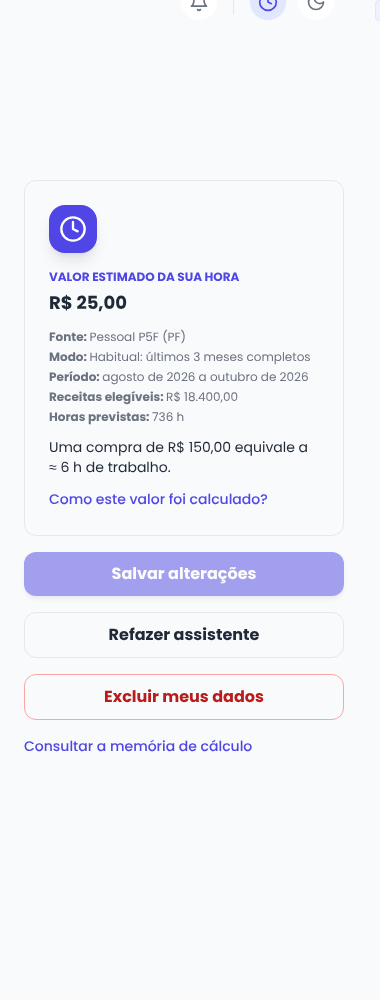 VALOR ESTIMADO DA SUA HORA
R$ 25,00
Fonte: Pessoal P5F (PF)
Modo: Habitual: últimos 3 meses completos
Período: agosto de 2026 a outubro de 2026
Receitas elegíveis: R$ 18.400,00
Horas previstas: 736 h
Uma compra de R$ 150,00 equivale a
≈ 6 h de trabalho.
Como este valor foi calculado?
Salvar alterações
Refazer assistente
Excluir meus dados
Consultar a memória de cálculo